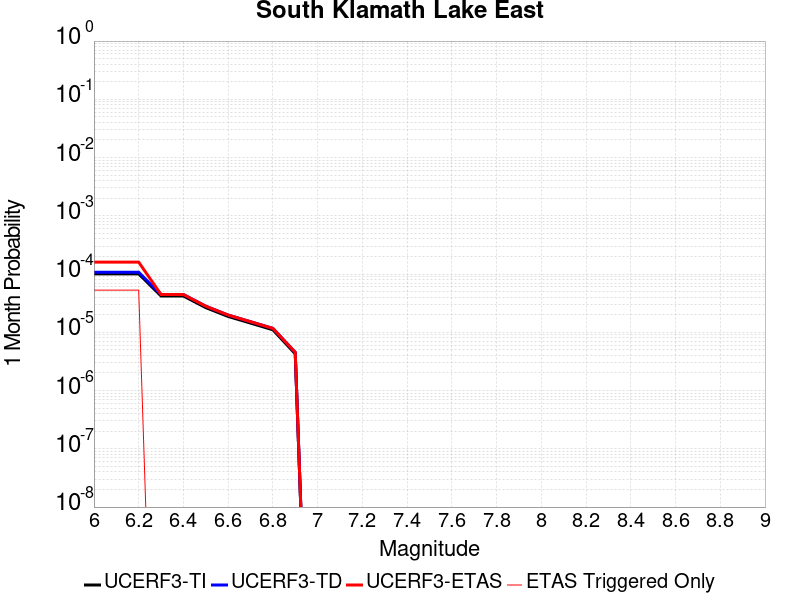 South Klamath Lake East
1 Month Probability
10^0
10^-1
10^-2
10^-3
10^-4
10^-5
10^-6
10^-7
10^-8
6 6.2 6.4 6.6 6.8 7 7.2 7.4 7.6 7.8 8 8.2 8.4 8.6 8.8 9
Magnitude
UCERF3-TI UCERF3-TD UCERF3-ETAS ETAS Triggered Only